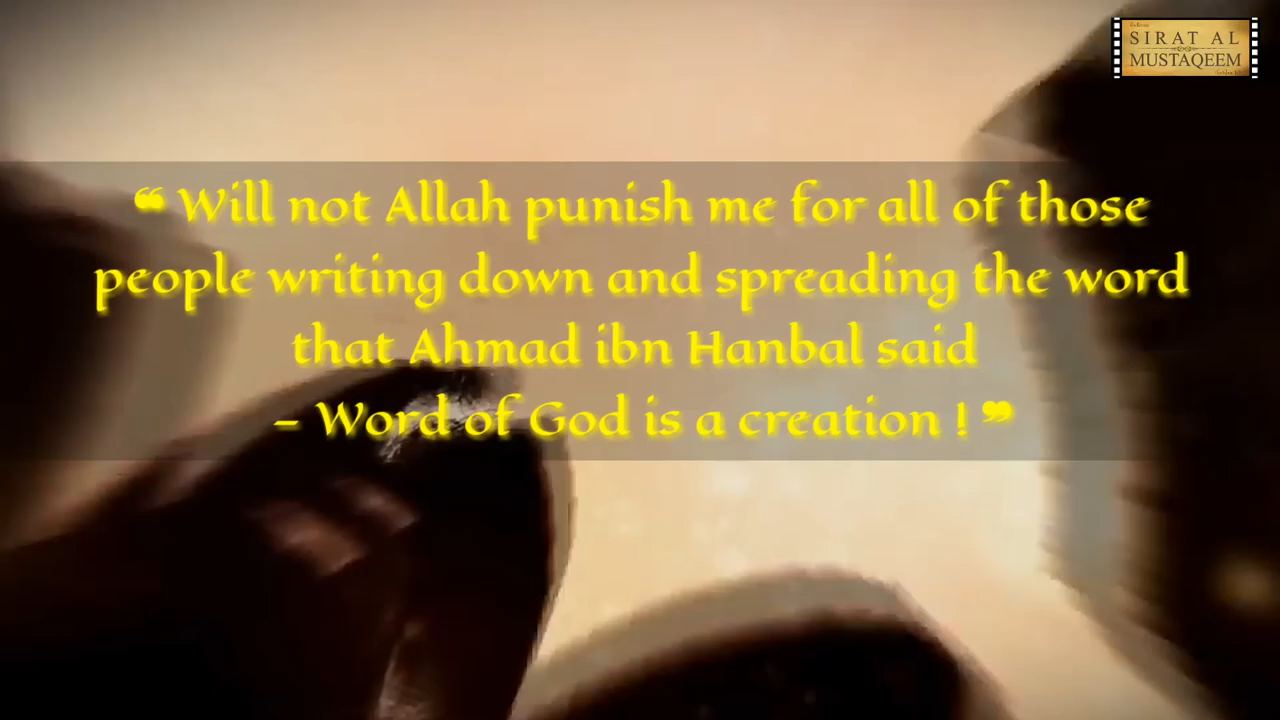 SIRAT AL
MUSTAQEEM
❝ Will not Allah punish me for all of those
people writing down and spreading the word
that Ahmad ibn Hanbal said
– Word of God is a creation ! ❞